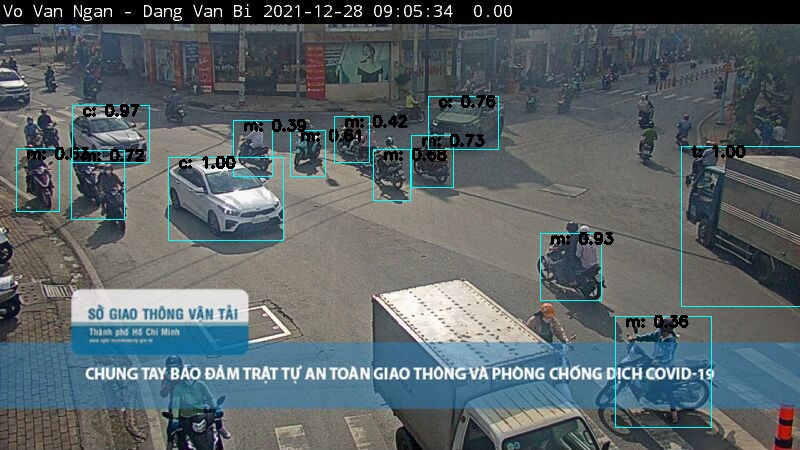 Vo Van Ngan - Dang Van Bi 2021-12-28 09:05:34 0.00
c: 0.97
c: 0.76
m: 0.39
m: 0.42
m: 0.61
m: 0.73
m: 0.72
m: 0.68
c: 1.00
t: 1.00
m: 0.93
SỞ GIAO THÔNG VẬN TẢI
Thành phố Hồ Chí Minh
m: 0.36
CHUNG TAY BẢO ĐẢM TRẬT TỰ AN TOÀN GIAO THÔNG VÀ PHÒNG CHỐNG DỊCH COVID-19